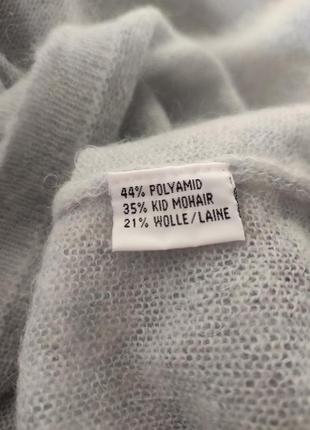 44% POLYAMID
35% KID MOHAIR
21% WOLLE/LAINE